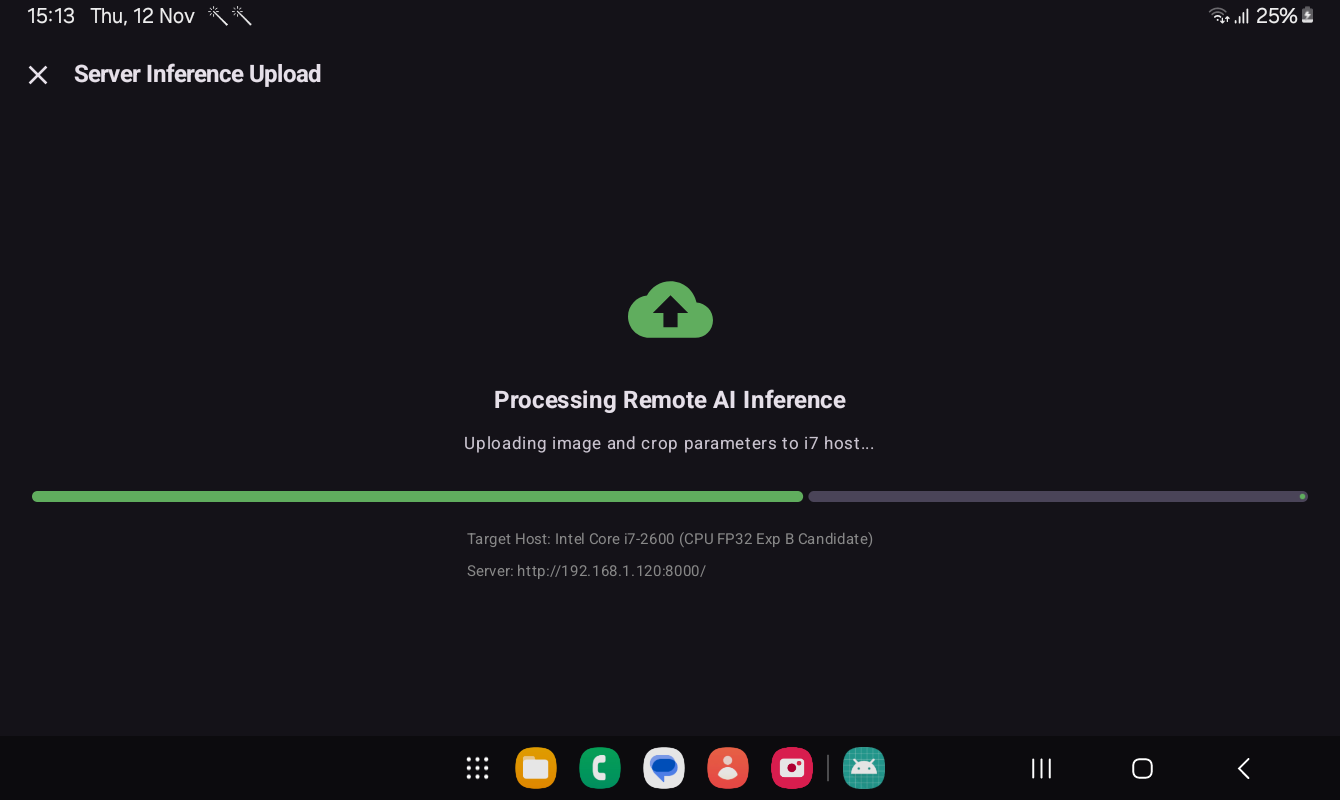 15:13 Thu, 12 Nov 25%
Server Inference Upload
Processing Remote AI Inference
Uploading image and crop parameters to i7 host...
Target Host: Intel Core i7-2600 (CPU FP32 Exp B Candidate)
Server: http://192.168.1.120:8000/